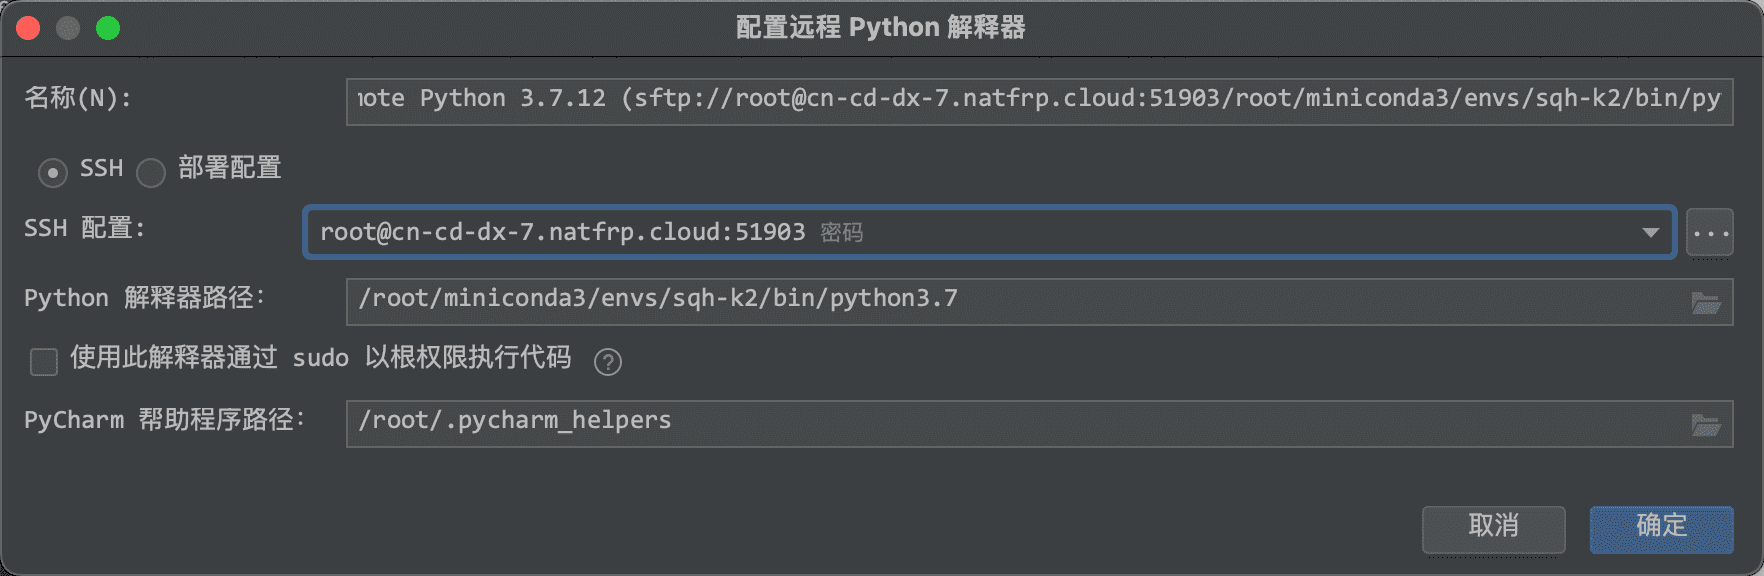 配置远程 Python 解释器
名称(N): note Python 3.7.12 (sftp://root@cn-cd-dx-7.natfrp.cloud:51903/root/miniconda3/envs/sqh-k2/bin/py
SSH 部署配置
SSH 配置: root@cn-cd-dx-7.natfrp.cloud:51903 密码 ...
Python 解释器路径: /root/miniconda3/envs/sqh-k2/bin/python3.7
使用此解释器通过 sudo 以根权限执行代码 ?
PyCharm 帮助程序路径: /root/.pycharm_helpers
取消 确定